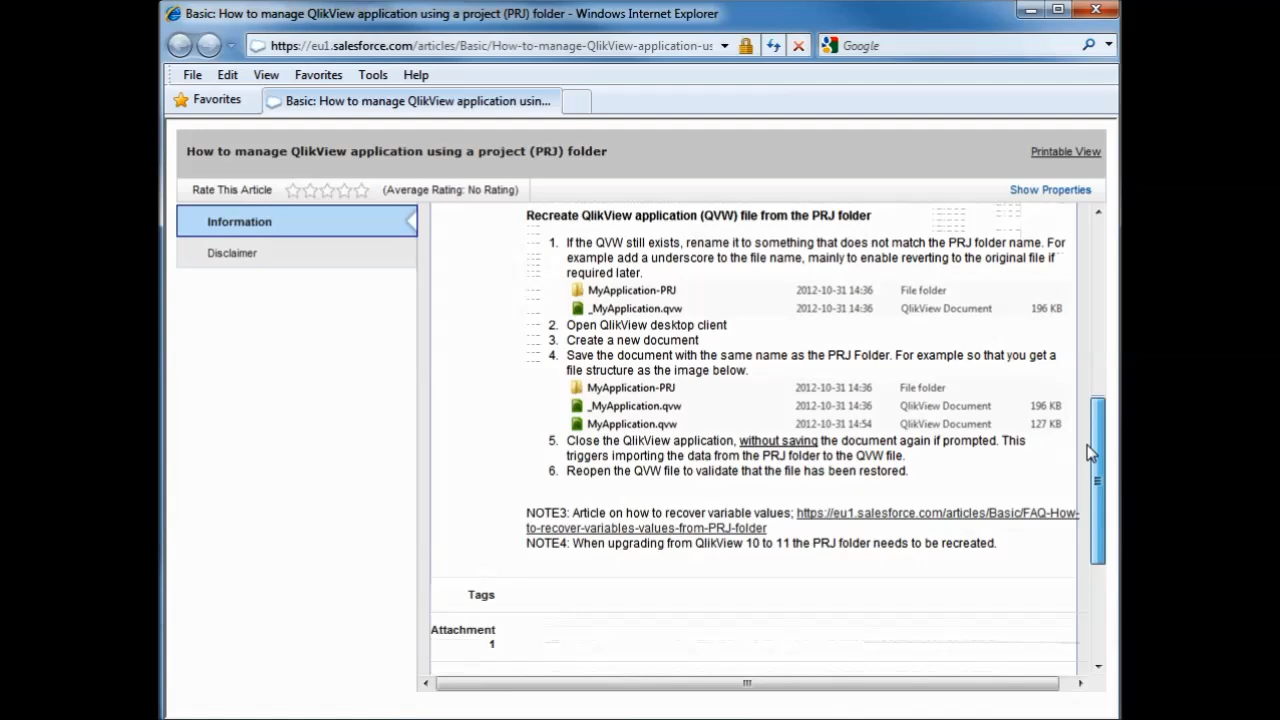 Basic: How to manage QlikView application using a project (PRJ) folder - Windows Internet Explorer
https://eu1.salesforce.com/articles/Basic/How-to-manage-QlikView-application-us
Google
File Edit View Favorites Tools Help
Favorites
Basic: How to manage QlikView application usin...
How to manage QlikView application using a project (PRJ) folder
Printable View
Rate This Article
(Average Rating: No Rating)
Show Properties
Information
Disclaimer
Recreate QlikView application (QVW) file from the PRJ folder
1. If the QVW still exists, rename it to something that does not match the PRJ folder name. For
example add a underscore to the file name, mainly to enable reverting to the original file if
required later.
MyApplication-PRJ 2012-10-31 14:36 File folder
_MyApplication.qvw 2012-10-31 14:36 QlikView Document 196 KB
2. Open QlikView desktop client
3. Create a new document
4. Save the document with the same name as the PRJ Folder. For example so that you get a
file structure as the image below.
MyApplication-PRJ 2012-10-31 14:36 File folder
_MyApplication.qvw 2012-10-31 14:36 QlikView Document 196 KB
MyApplication.qvw 2012-10-31 14:54 QlikView Document 127 KB
5. Close the QlikView application, without saving the document again if prompted. This
triggers importing the data from the PRJ folder to the QVW file.
6. Reopen the QVW file to validate that the file has been restored.
NOTE3: Article on how to recover variable values; https://eu1.salesforce.com/articles/Basic/FAQ-How-
to-recover-variables-values-from-PRJ-folder
NOTE4: When upgrading from QlikView 10 to 11 the PRJ folder needs to be recreated.
Tags
Attachment
1